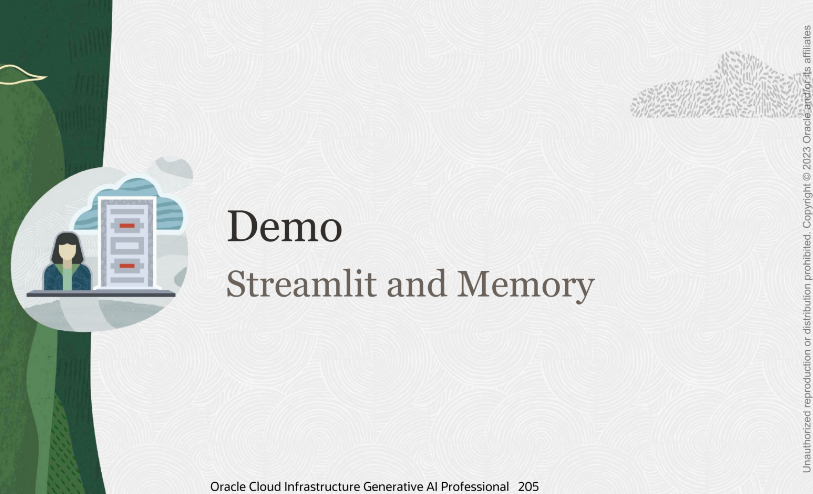 Demo
Streamlit and Memory
Oracle Cloud Infrastructure Generative AI Professional 205
Unauthorized reproduction or distribution prohibited. Copyright © 2023 Oracle and/or its affiliates